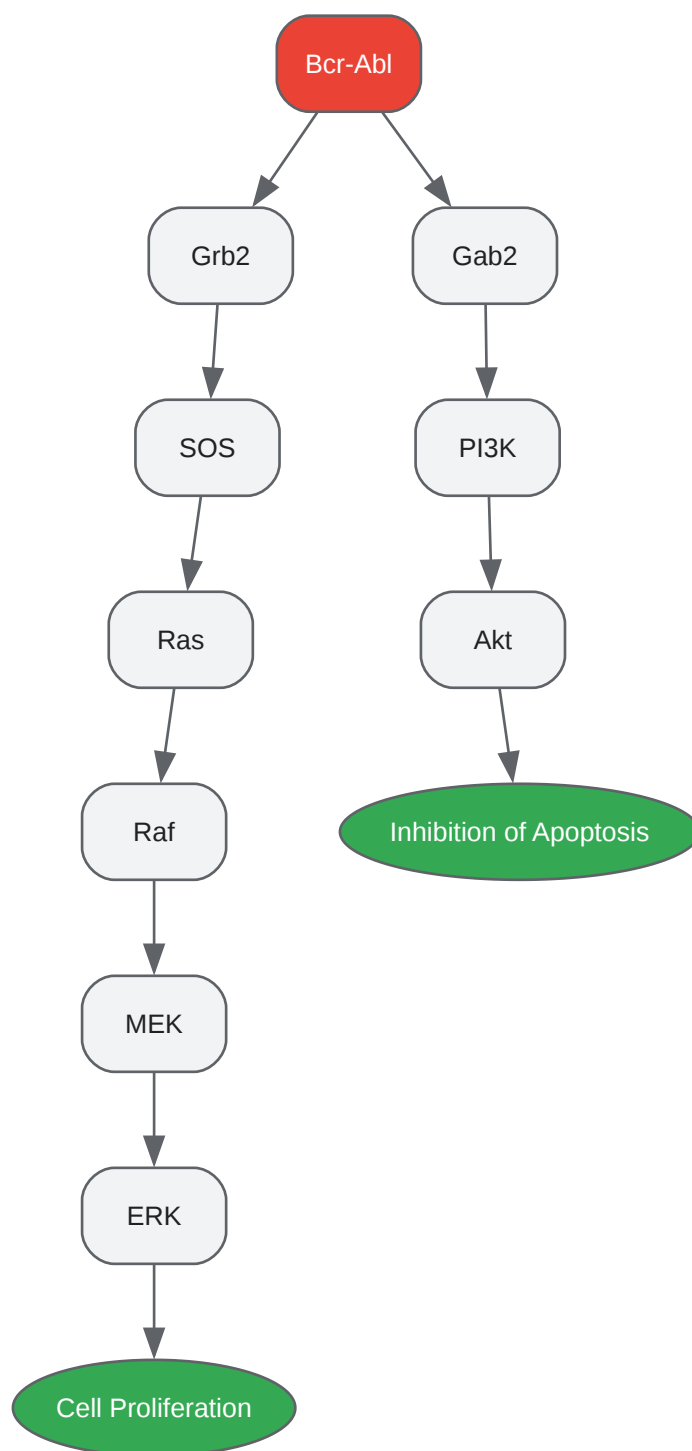 Bcr-Abl
Grb2
Gab2
SOS
PI3K
Ras
Akt
Raf
Inhibition of Apoptosis
MEK
ERK
Cell Proliferation